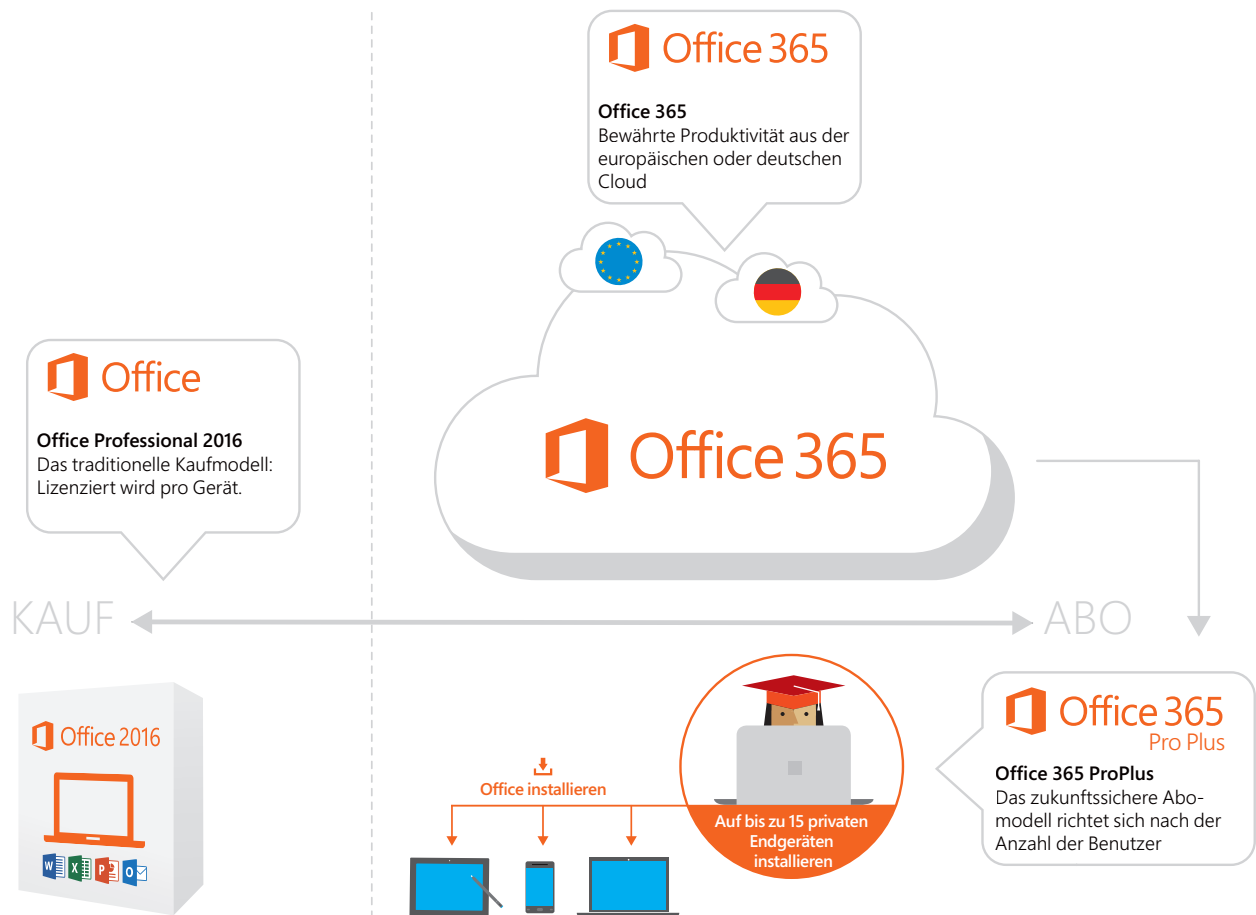 Office 365
Office 365
Bewährte Produktivität aus der
europäischen oder deutschen
Cloud
Office
Office Professional 2016
Das traditionelle Kaufmodell:
Lizenziert wird pro Gerät.
Office 365
KAUF
ABO
Office 2016
W X P O
Office installieren
Auf bis zu 15 privaten
Endgeräten
installieren
Office 365
Pro Plus
Office 365 ProPlus
Das zukunftssichere Abo-
modell richtet sich nach der
Anzahl der Benutzer